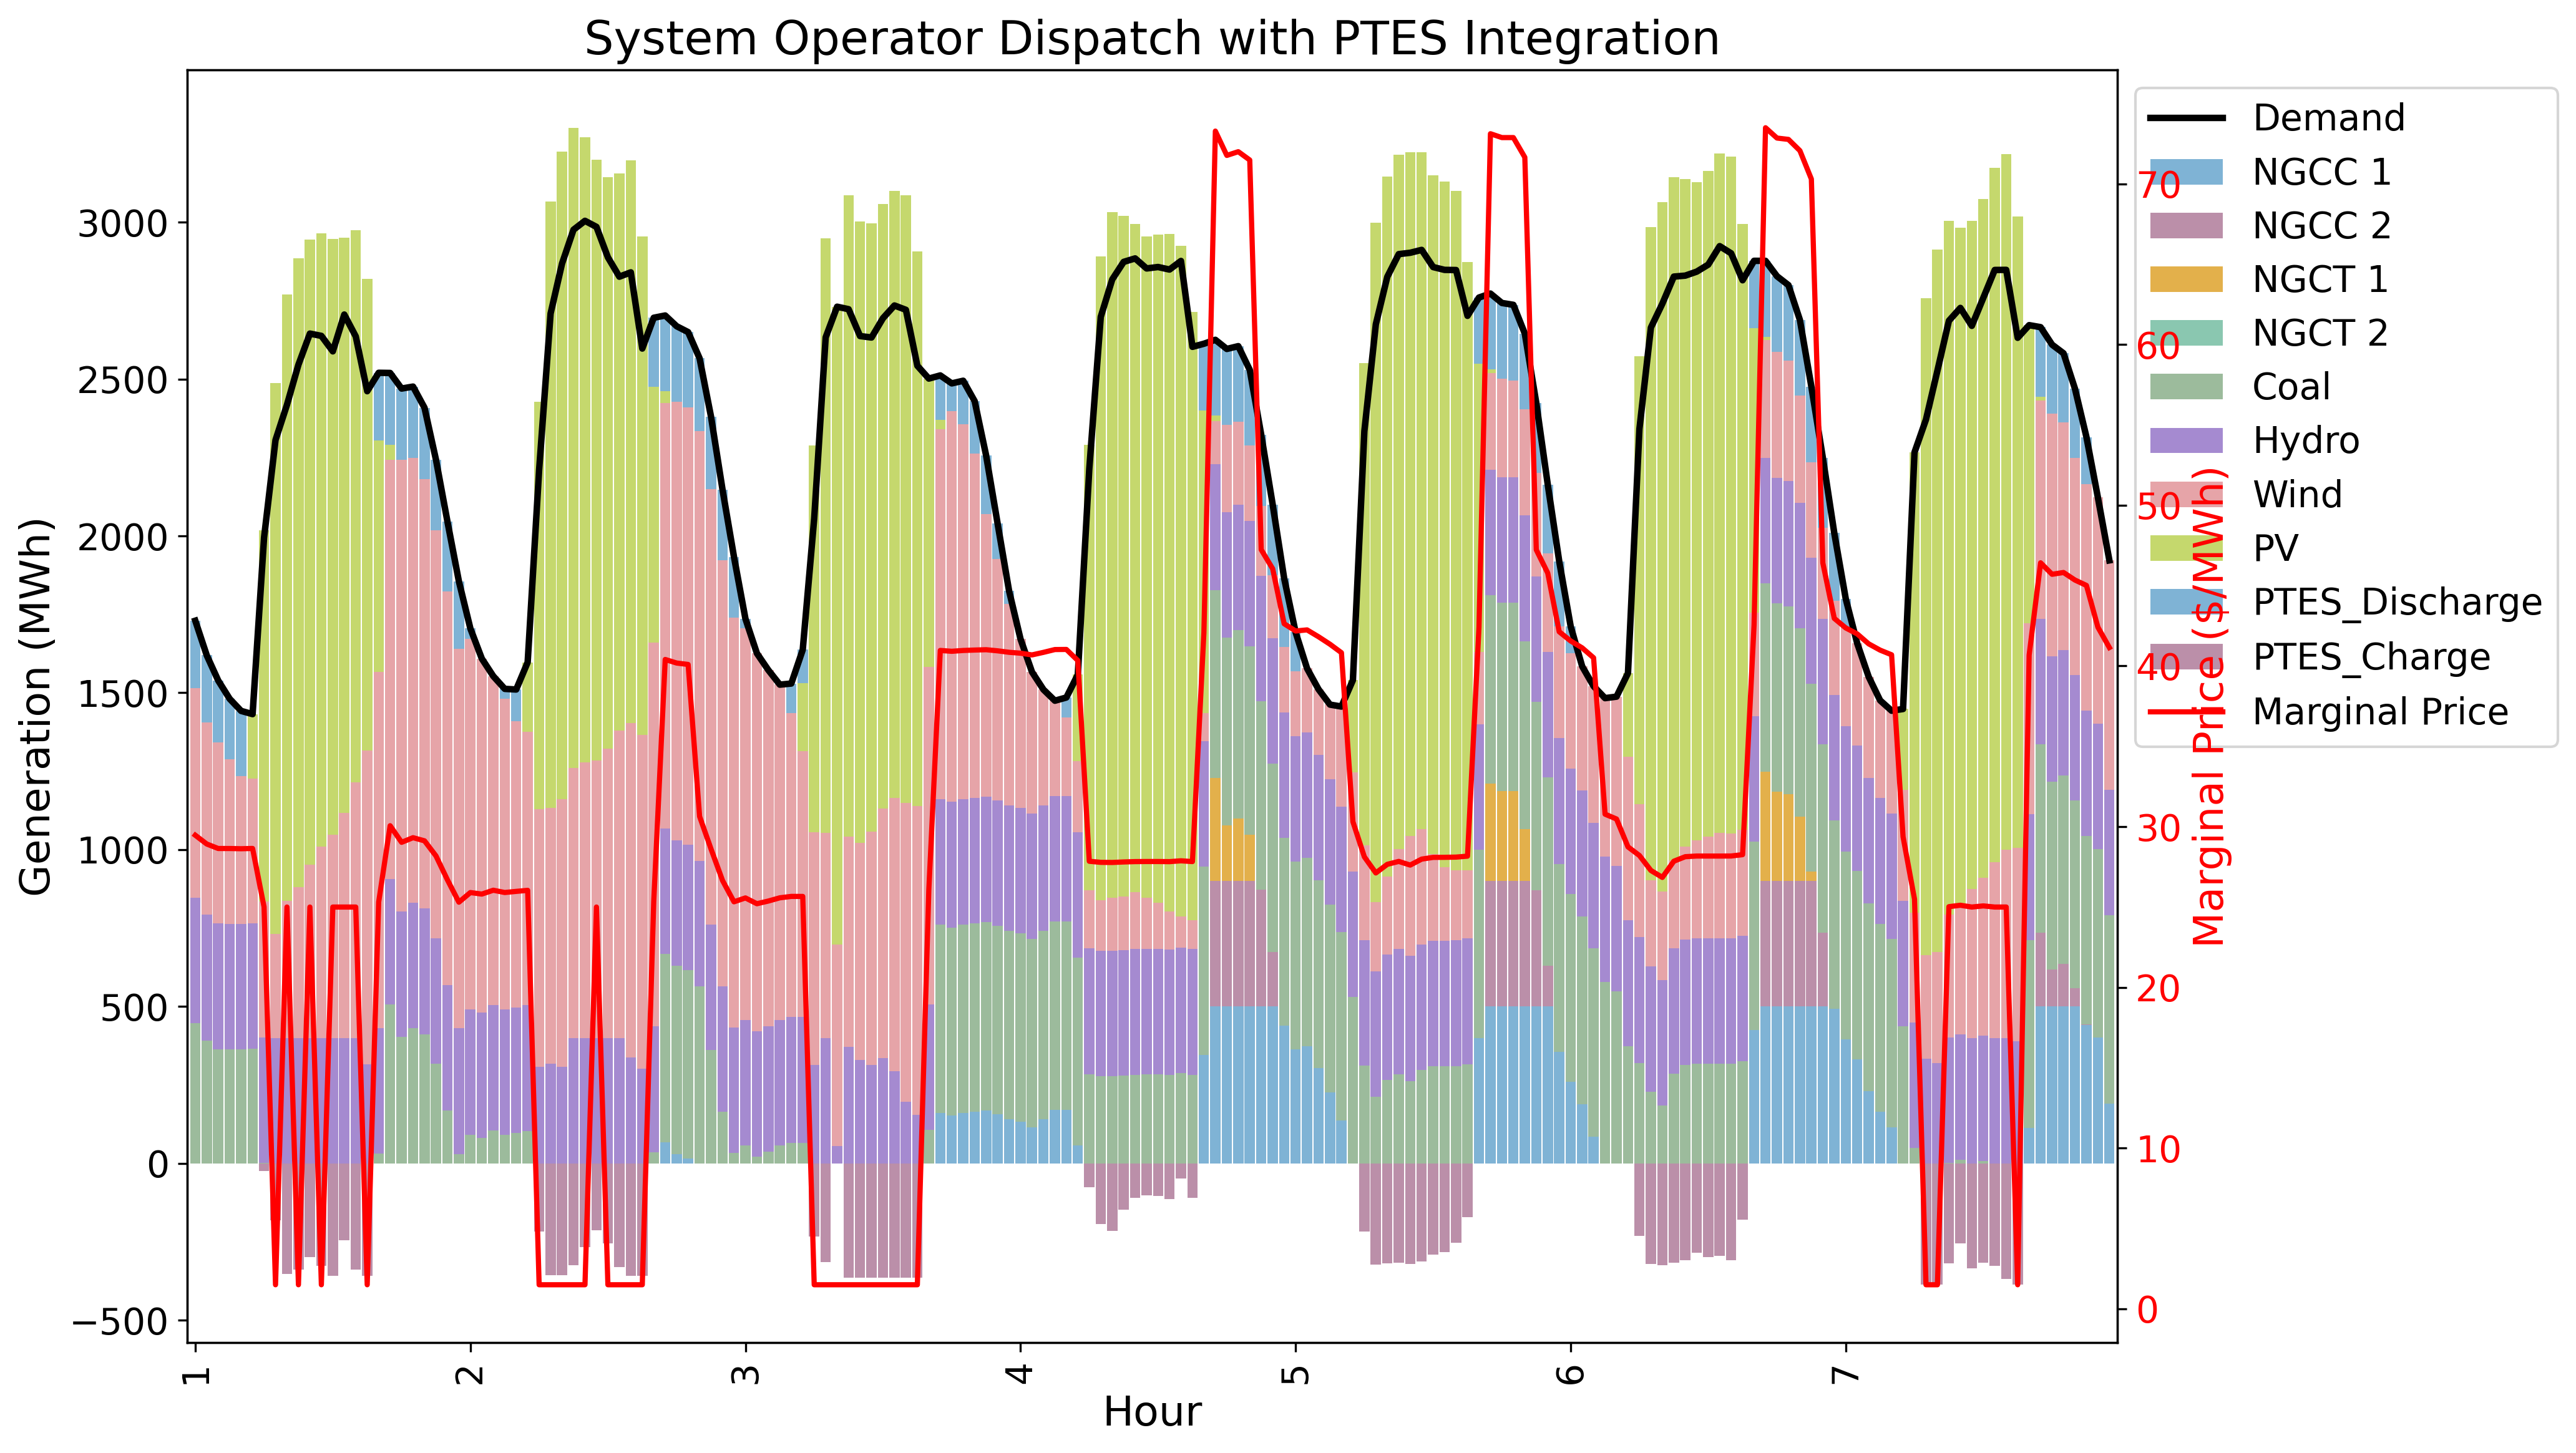 System Operator Dispatch with PTES Integration
Generation (MWh)
3000
2500
2000
1500
1000
500
0
−500
1
2
3
4
5
6
7
Hour
70
60
50
40
30
20
10
0
Marginal Price ($/MWh)
Demand
NGCC 1
NGCC 2
NGCT 1
NGCT 2
Coal
Hydro
Wind
PV
PTES_Discharge
PTES_Charge
Marginal Price